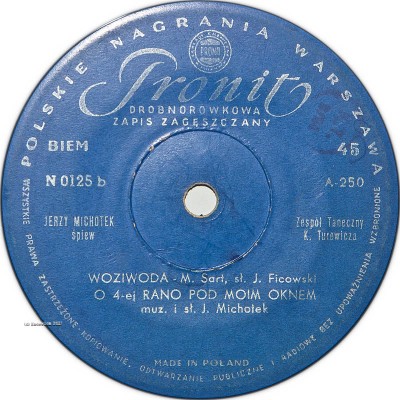 POLSKIE NAGRANIA WARSZAWA
PRONIT
Pronit
DROBNOROWKOWA
ZAPIS ZAGĘSZCZANY
BIEM
45
N 0125 b
A-250
JERZY MICHOTEK
śpiew
Zespół Taneczny
K. Turewicza
WOZIWODA - M. Sart, sł. J. Ficowski
O 4-ej RANO POD MOIM OKNEM
muz. i sł. J. Michotek
MADE IN POLAND
WSZYSTKIE PRAWA ZASTRZEŻONE·KOPIOWANIE, ODTWARZANIE PUBLICZNE I RADIOWE BEZ UPOWAŻNIENIA WZBRONIONE